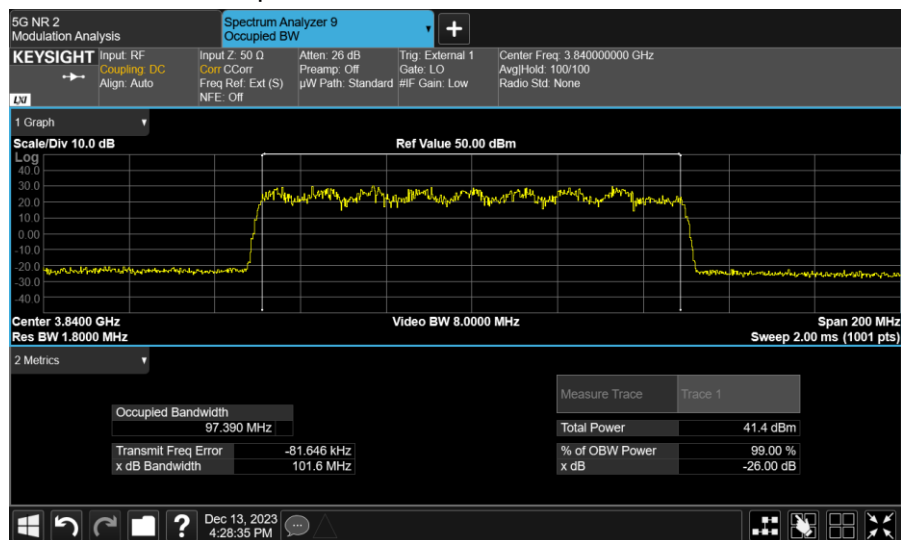 5G NR 2
Modulation Analysis
Spectrum Analyzer 9
Occupied BW
KEYSIGHT
Input: RF
Coupling: DC
Align: Auto
Input Z: 50 Ω
Corr CCorr
Freq Ref: Ext (S)
NFE: Off
Atten: 26 dB
Preamp: Off
µW Path: Standard
Trig: External 1
Gate: LO
#IF Gain: Low
Center Freq: 3.840000000 GHz
Avg|Hold: 100/100
Radio Std: None
LXI
1 Graph
Scale/Div 10.0 dB
Ref Value 50.00 dBm
Log
40.0
30.0
20.0
10.0
0.00
-10.0
-20.0
-30.0
-40.0
Center 3.8400 GHz
Video BW 8.0000 MHz
Span 200 MHz
Res BW 1.8000 MHz
Sweep 2.00 ms (1001 pts)
2 Metrics
Measure Trace
Trace 1
Occupied Bandwidth
97.390 MHz
Total Power
41.4 dBm
Transmit Freq Error
-81.646 kHz
% of OBW Power
99.00 %
x dB Bandwidth
101.6 MHz
x dB
-26.00 dB
Dec 13, 2023
4:28:35 PM